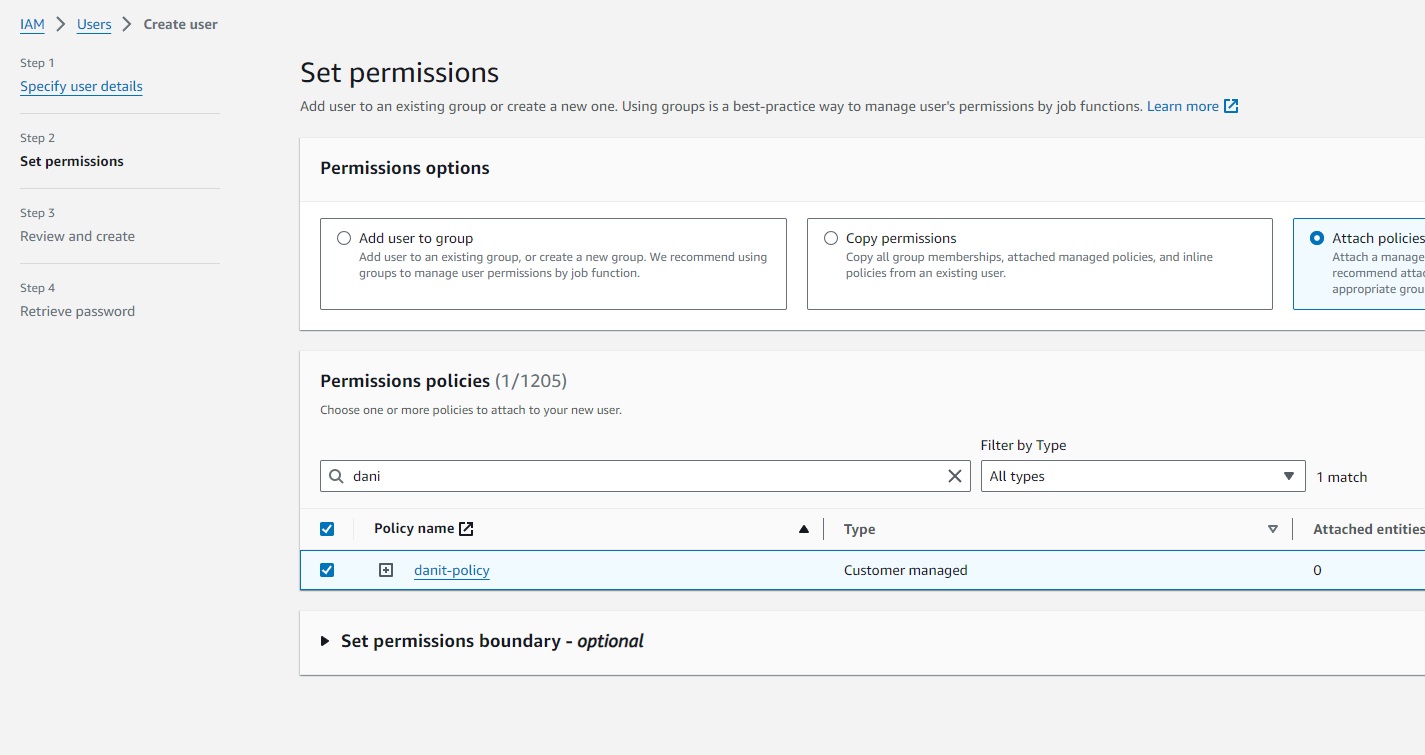 IAM > Users > Create user
Step 1
Specify user details
Step 2
Set permissions
Step 3
Review and create
Step 4
Retrieve password
Set permissions
Add user to an existing group or create a new one. Using groups is a best-practice way to manage user's permissions by job functions. Learn more
Permissions options
Add user to group
Add user to an existing group, or create a new group. We recommend using
groups to manage user permissions by job function.
Copy permissions
Copy all group memberships, attached managed policies, and inline
policies from an existing user.
Attach policies
Attach a manage
recommend attac
appropriate grou
Permissions policies (1/1205)
Choose one or more policies to attach to your new user.
Filter by Type
dani All types 1 match
Policy name Type Attached entities
danit-policy Customer managed 0
Set permissions boundary - optional